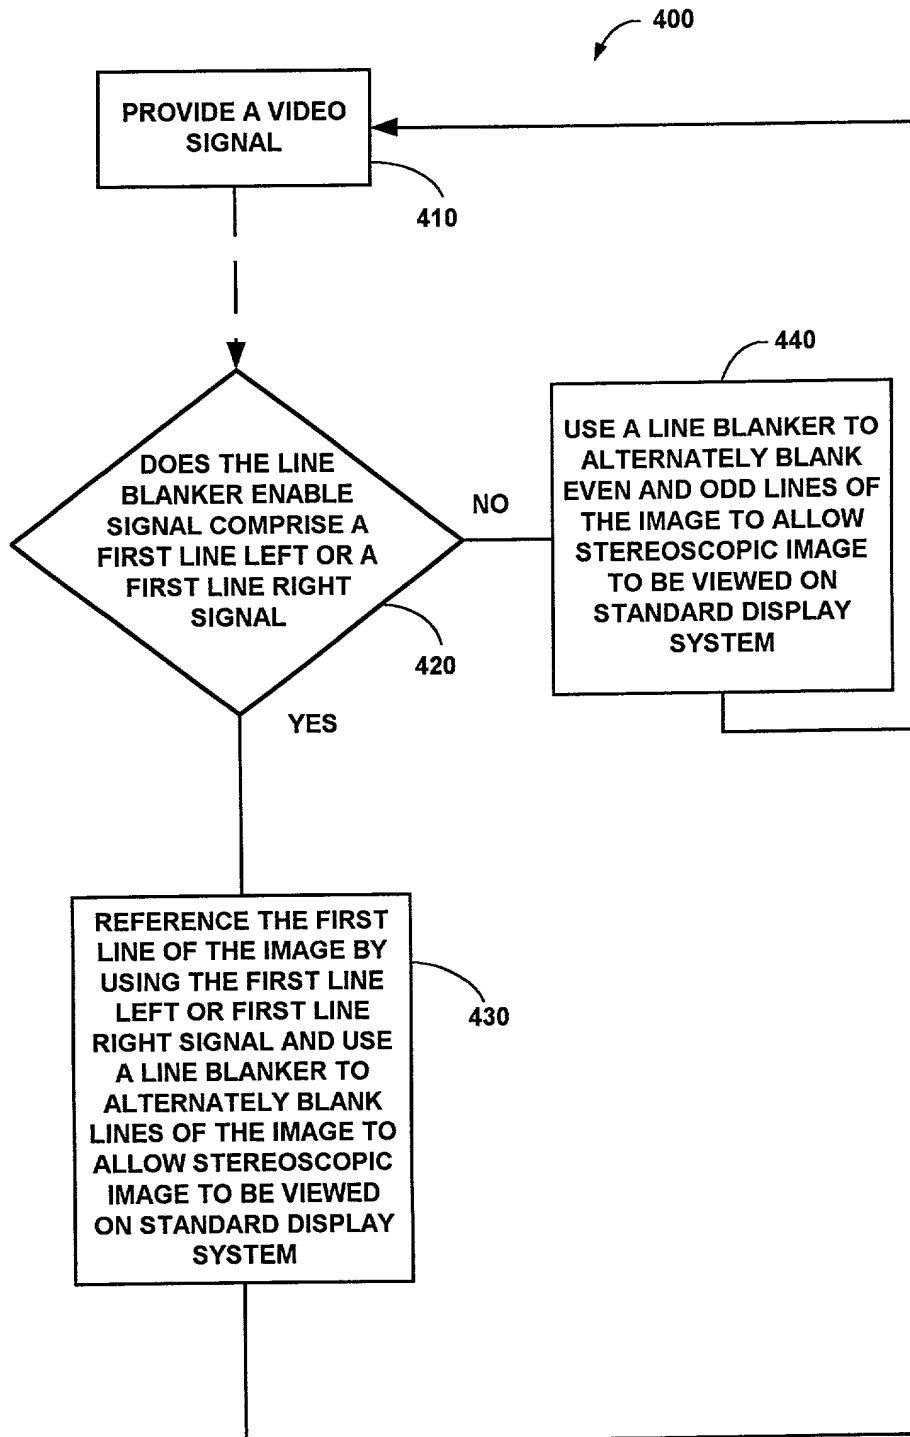 400
PROVIDE A VIDEO
SIGNAL
410
440
USE A LINE BLANKER TO
ALTERNATELY BLANK
EVEN AND ODD LINES OF
THE IMAGE TO ALLOW
STEREOSCOPIC IMAGE
TO BE VIEWED ON
STANDARD DISPLAY
SYSTEM
DOES THE LINE
BLANKER ENABLE
SIGNAL COMPRISE A
FIRST LINE LEFT OR A
FIRST LINE RIGHT
SIGNAL
NO
420
YES
REFERENCE THE FIRST
LINE OF THE IMAGE BY
USING THE FIRST LINE
LEFT OR FIRST LINE
RIGHT SIGNAL AND USE
A LINE BLANKER TO
ALTERNATELY BLANK
LINES OF THE IMAGE TO
ALLOW STEREOSCOPIC
IMAGE TO BE VIEWED
ON STANDARD DISPLAY
SYSTEM
430